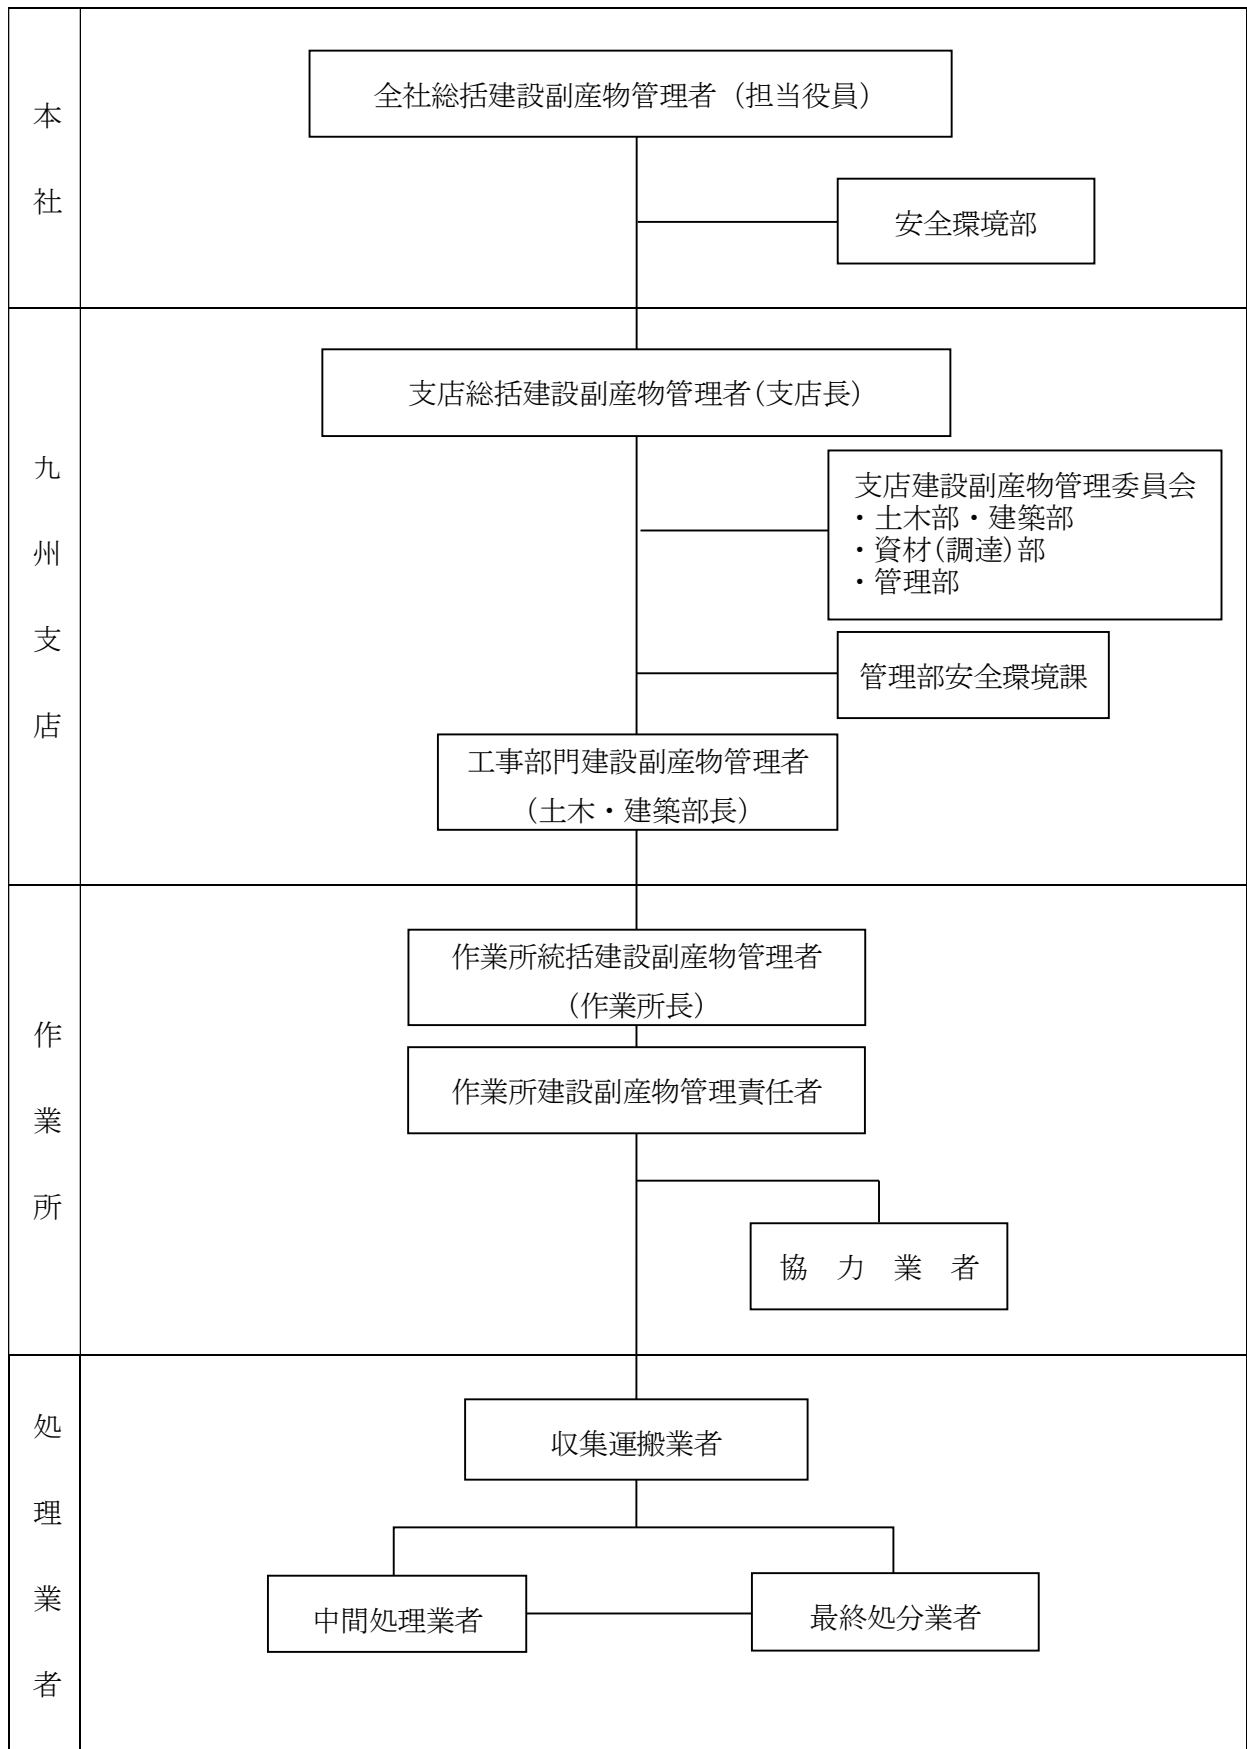 本社
全社総括建設副産物管理者（担当役員）
安全環境部
九州支店
支店総括建設副産物管理者(支店長)
支店建設副産物管理委員会
・土木部・建築部
・資材(調達)部
・管理部
管理部安全環境課
工事部門建設副産物管理者
（土木・建築部長）
作業所
作業所統括建設副産物管理者
（作業所長）
作業所建設副産物管理責任者
協　力　業　者
処理業者
収集運搬業者
中間処理業者
最終処分業者